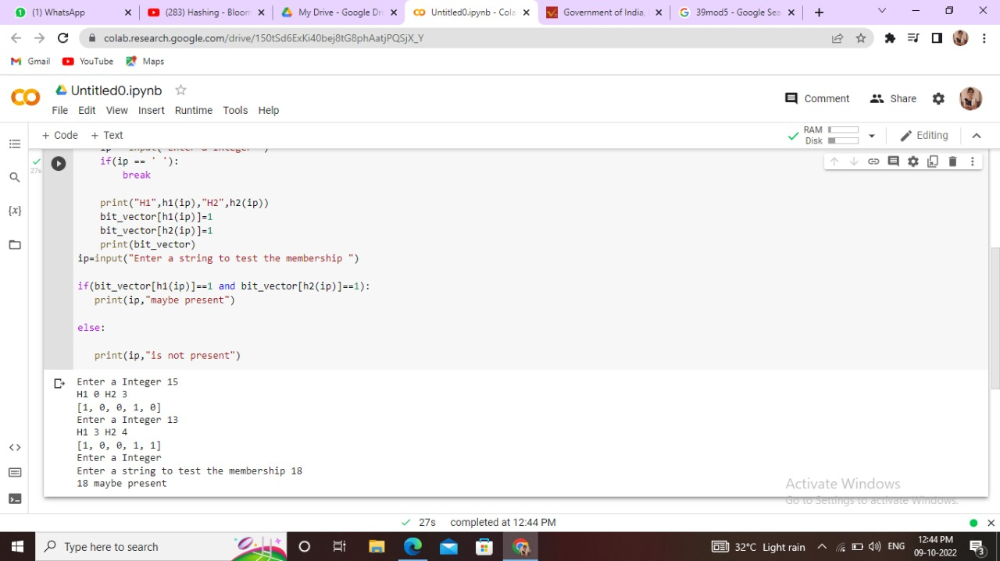 (1) WhatsApp
(283) Hashing - Bloom
My Drive - Google Dri
Untitled0.ipynb - Cola
Government of India,
39mod5 - Google Sea
colab.research.google.com/drive/150tSd6ExKi40bej8tG8phAatjPQSjX_Y
Gmail YouTube Maps
Untitled0.ipynb
Comment Share
File Edit View Insert Runtime Tools Help
+ Code + Text
RAM
Disk
Editing
27s
if(ip == ' '):
break
print("H1",h1(ip),"H2",h2(ip))
bit_vector[h1(ip)]=1
bit_vector[h2(ip)]=1
print(bit_vector)
ip=input("Enter a string to test the membership ")
if(bit_vector[h1(ip)]==1 and bit_vector[h2(ip)]==1):
print(ip,"maybe present")
else:
print(ip,"is not present")
Enter a Integer 15
H1 0 H2 3
[1, 0, 0, 1, 0]
Enter a Integer 13
H1 3 H2 4
[1, 0, 0, 1, 1]
Enter a Integer
Enter a string to test the membership 18
18 maybe present
Activate Windows
Go to Settings to activate Windows.
27s completed at 12:44 PM
Type here to search
32°C Light rain
ENG
12:44 PM
09-10-2022
3